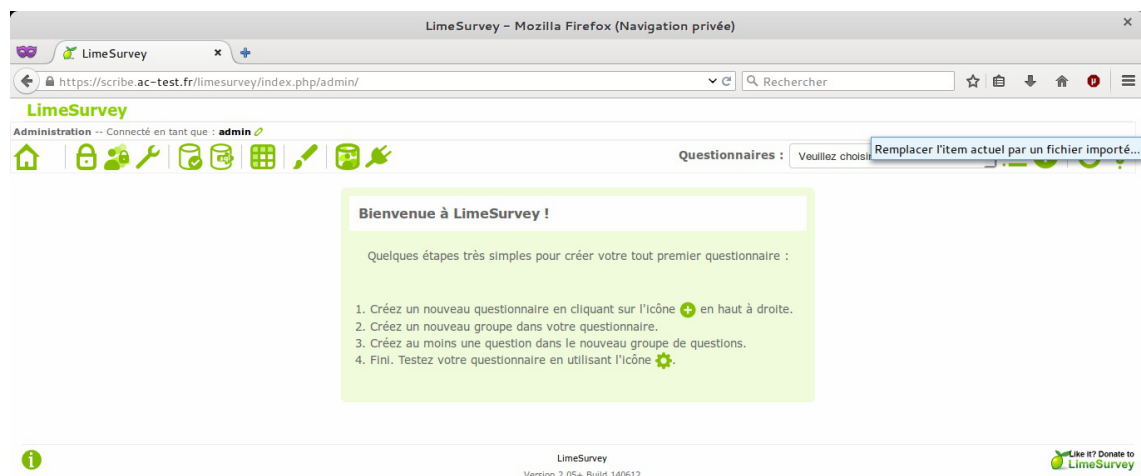 LimeSurvey - Mozilla Firefox (Navigation privée)
LimeSurvey
https://scribe.ac-test.fr/limesurvey/index.php/admin/
Rechercher
LimeSurvey
Administration -- Connecté en tant que : admin
Questionnaires :
Veuillez choisir
Remplacer l'item actuel par un fichier importé...
Bienvenue à LimeSurvey !
Quelques étapes très simples pour créer votre tout premier questionnaire :
1. Créez un nouveau questionnaire en cliquant sur l'icône en haut à droite.
2. Créez un nouveau groupe dans votre questionnaire.
3. Créez au moins une question dans le nouveau groupe de questions.
4. Fini. Testez votre questionnaire en utilisant l'icône .
LimeSurvey
Version 2.05+ Build 140612
Like it? Donate to
LimeSurvey